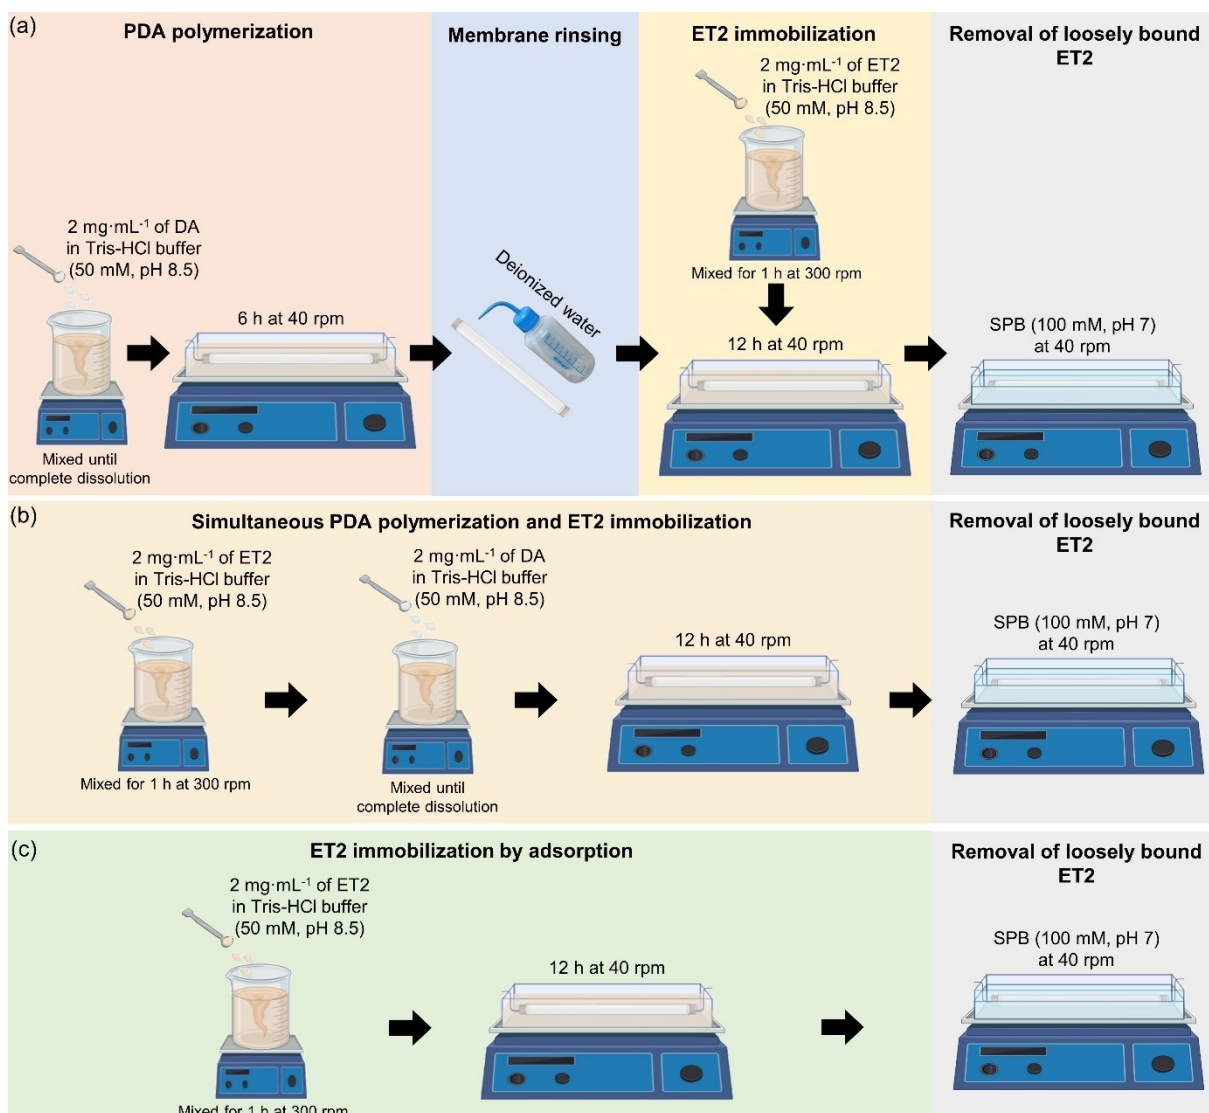 (a)
PDA polymerization
2 mg·mL⁻¹ of DA
in Tris-HCl buffer
(50 mM, pH 8.5)
Mixed until
complete dissolution
6 h at 40 rpm
Membrane rinsing
Deionized water
ET2 immobilization
2 mg·mL⁻¹ of ET2
in Tris-HCl buffer
(50 mM, pH 8.5)
Mixed for 1 h at 300 rpm
12 h at 40 rpm
Removal of loosely bound
ET2
SPB (100 mM, pH 7)
at 40 rpm
(b)
Simultaneous PDA polymerization and ET2 immobilization
2 mg·mL⁻¹ of ET2
in Tris-HCl buffer
(50 mM, pH 8.5)
Mixed for 1 h at 300 rpm
2 mg·mL⁻¹ of DA
in Tris-HCl buffer
(50 mM, pH 8.5)
Mixed until
complete dissolution
12 h at 40 rpm
Removal of loosely bound
ET2
SPB (100 mM, pH 7)
at 40 rpm
(c)
ET2 immobilization by adsorption
2 mg·mL⁻¹ of ET2
in Tris-HCl buffer
(50 mM, pH 8.5)
Mixed for 1 h at 300 rpm
12 h at 40 rpm
Removal of loosely bound
ET2
SPB (100 mM, pH 7)
at 40 rpm